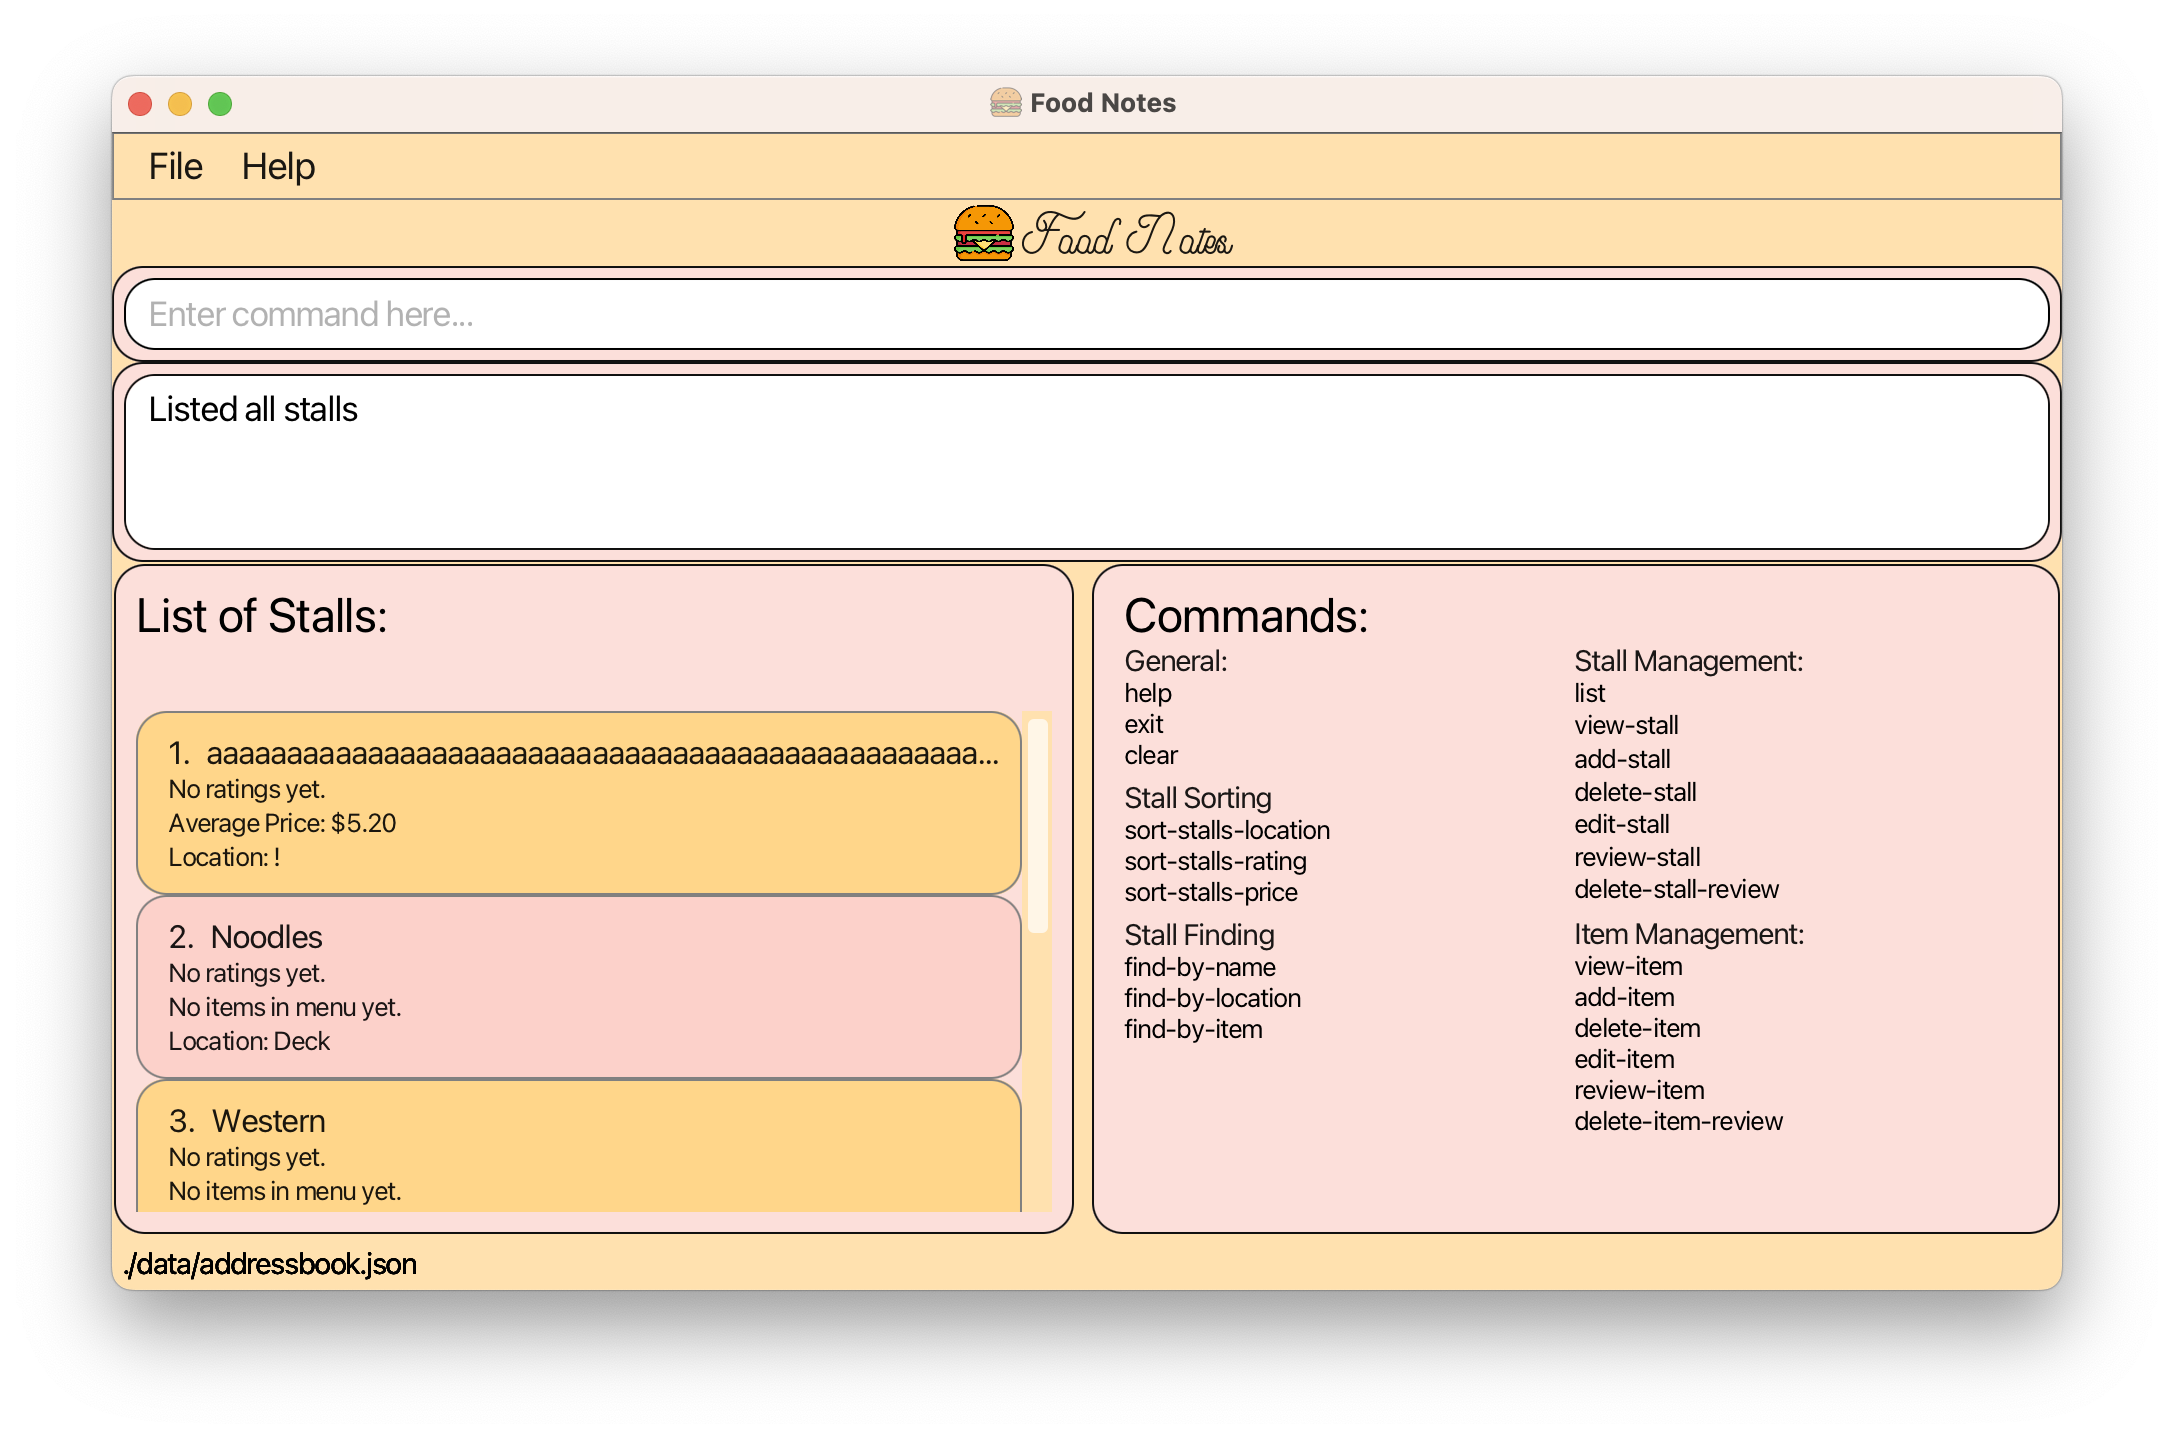 Food Notes
File Help
Food Notes
Enter command here...
Listed all stalls
List of Stalls:
1. aaaaaaaaaaaaaaaaaaaaaaaaaaaaaaaaaaaaaaaaaaaaaaaa...
No ratings yet.
Average Price: $5.20
Location: !
2. Noodles
No ratings yet.
No items in menu yet.
Location: Deck
3. Western
No ratings yet.
No items in menu yet.
Commands:
General:
help
exit
clear
Stall Sorting
sort-stalls-location
sort-stalls-rating
sort-stalls-price
Stall Finding
find-by-name
find-by-location
find-by-item
Stall Management:
list
view-stall
add-stall
delete-stall
edit-stall
review-stall
delete-stall-review
Item Management:
view-item
add-item
delete-item
edit-item
review-item
delete-item-review
./data/addressbook.json